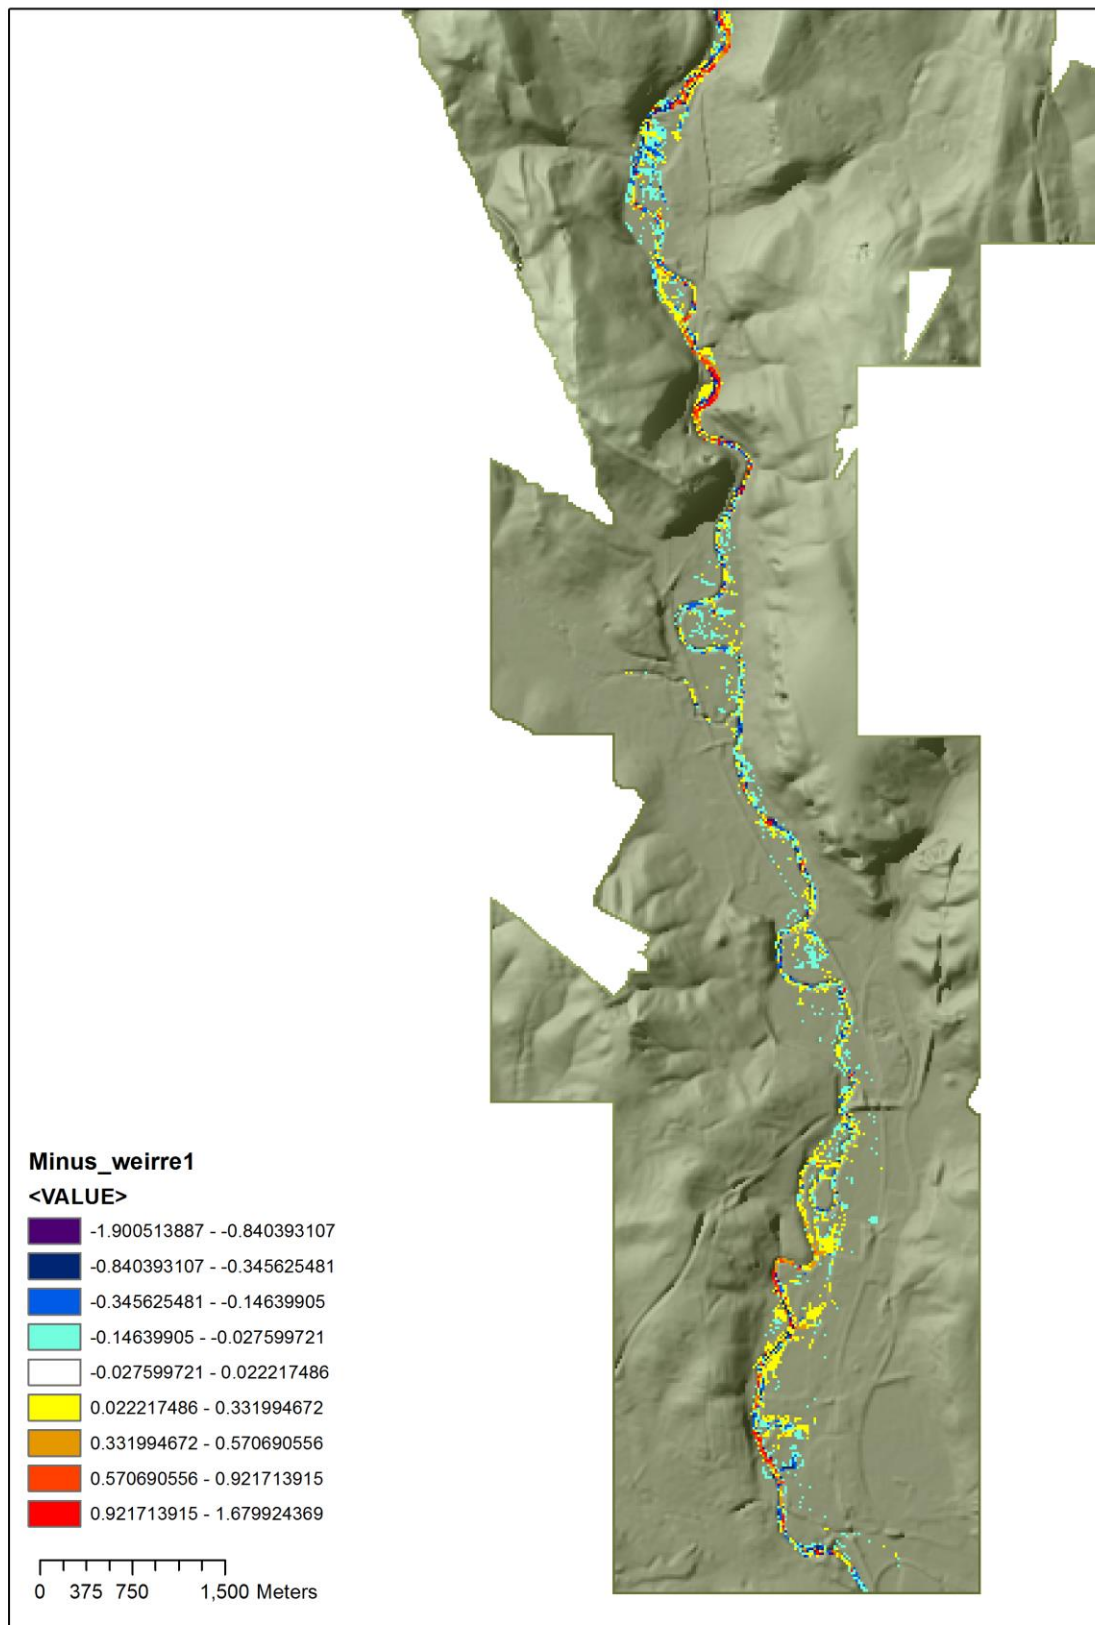 Minus_weirre1
<VALUE>
-1.900513887 - -0.840393107
-0.840393107 - -0.345625481
-0.345625481 - -0.14639905
-0.14639905 - -0.027599721
-0.027599721 - 0.022217486
0.022217486 - 0.331994672
0.331994672 - 0.570690556
0.570690556 - 0.921713915
0.921713915 - 1.679924369
0 375 750 1,500 Meters